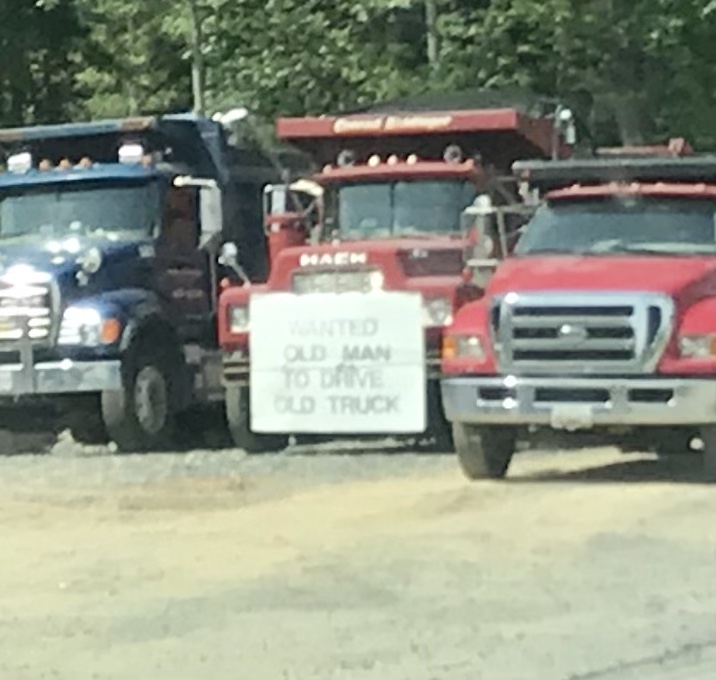 MACK
WANTED
OLD MAN
TO DRIVE
OLD TRUCK